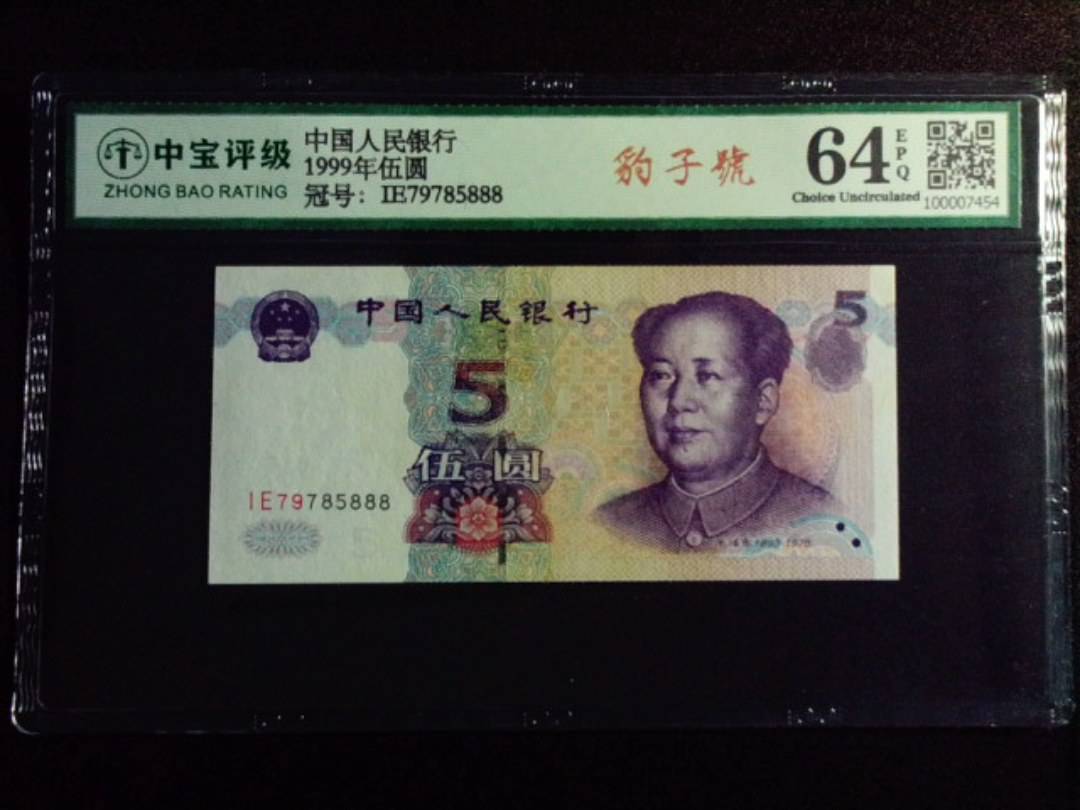 中宝评级
ZHONG BAO RATING
中国人民银行
1999年伍圆
冠号：IE79785888
豹子號
64
EPQ
Choice Uncirculated
100007454
中国人民银行
5
5
伍圆
IE79785888